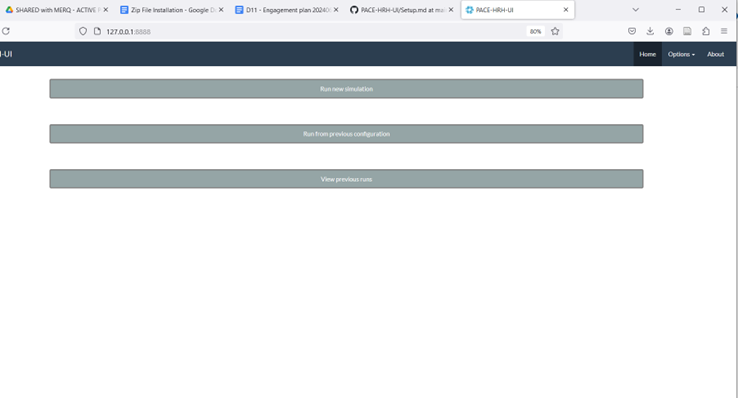 SHARED with MERQ - ACTIVE
Zip File Installation - Google D
D11 - Engagement plan 20240
PACE-HRH-UI/Setup.md at ma
PACE-HRH-UI
127.0.0.1:8888
80%
I-UI
Home
Options
About
Run new simulation
Run from previous configuration
View previous runs